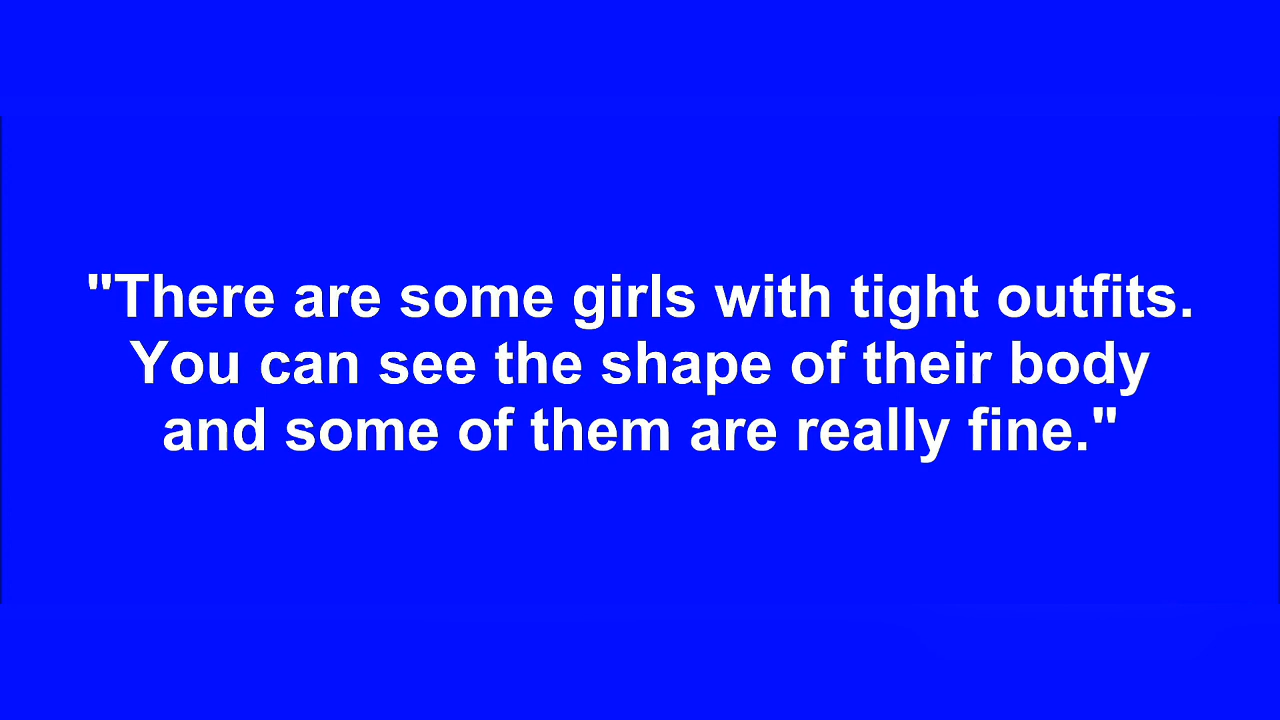 "There are some girls with tight outfits.
You can see the shape of their body
and some of them are really fine."